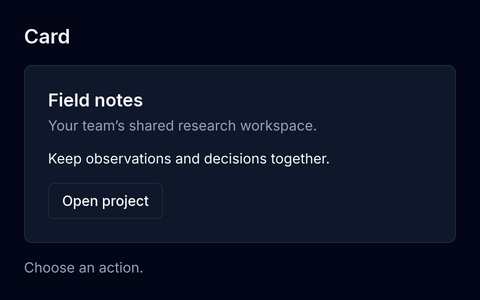 Card
Field notes
Your team’s shared research workspace.
Keep observations and decisions together.
Open project
Choose an action.